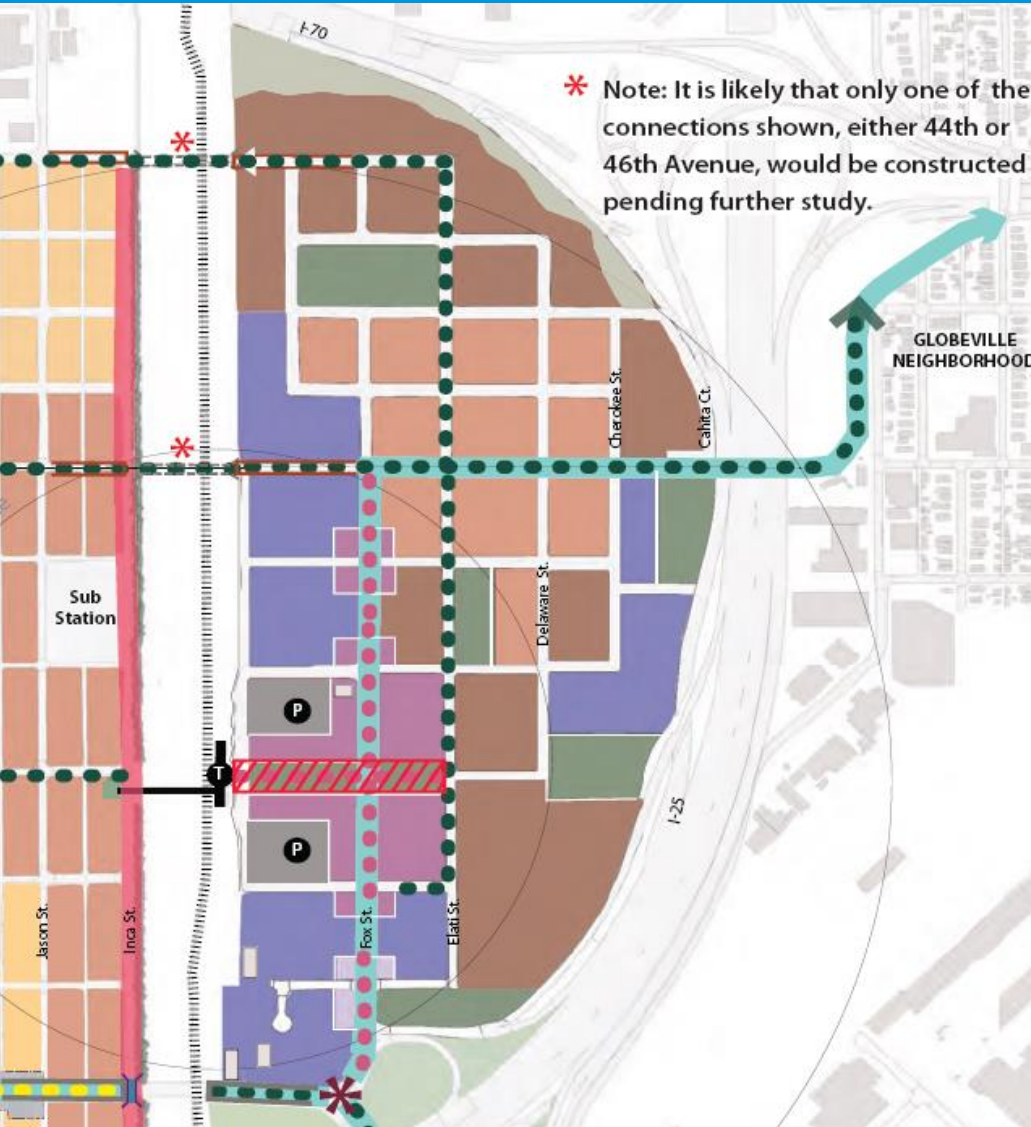 I-70
* Note: It is likely that only one of the
connections shown, either 44th or
46th Avenue, would be constructed
pending further study.
*
GLOBEVILLE
NEIGHBORHOOD
Cherokee St.
Cahita Ct.
*
Sub
Station
Delaware St.
P
T
I-25
P
Jason St.
Inca St.
Fox St.
Elati St.
*